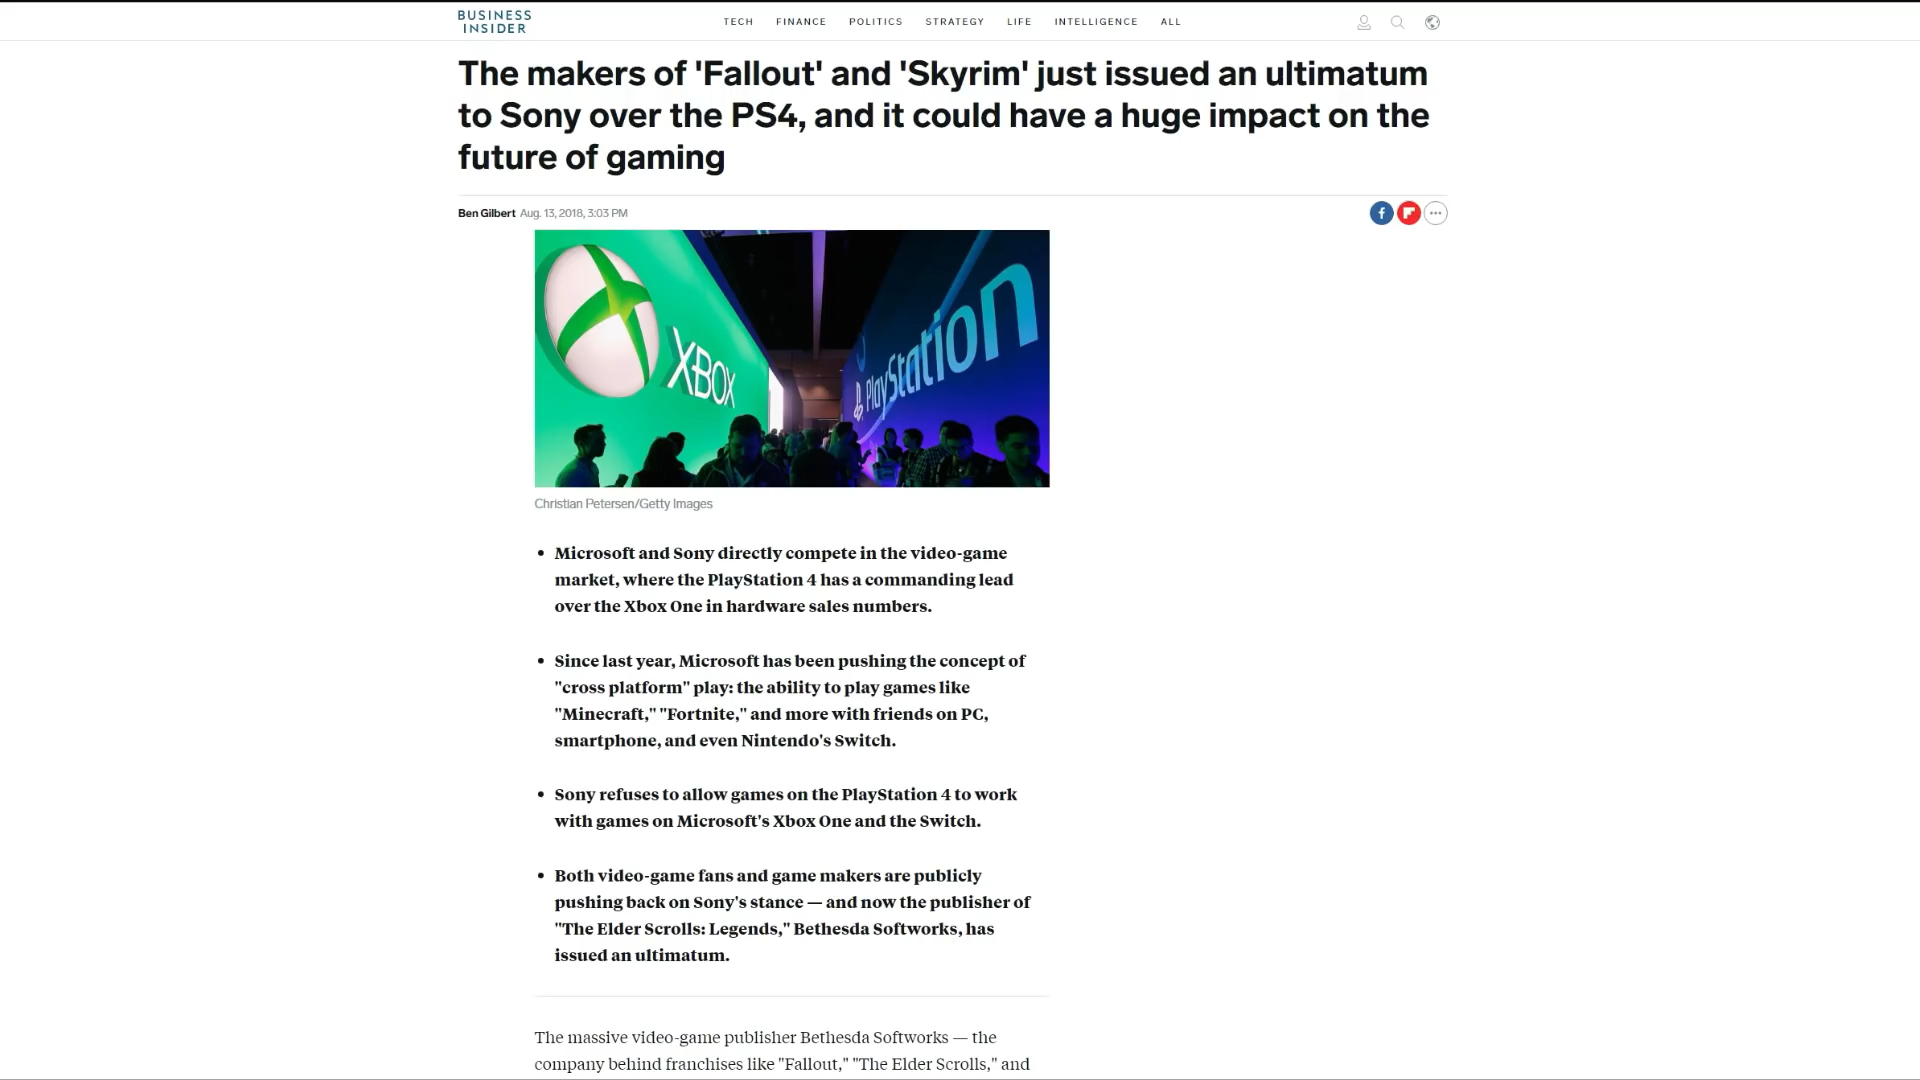 BUSINESS
INSIDER
TECH FINANCE POLITICS STRATEGY LIFE INTELLIGENCE ALL
The makers of 'Fallout' and 'Skyrim' just issued an ultimatum
to Sony over the PS4, and it could have a huge impact on the
future of gaming
Ben Gilbert Aug. 13, 2018, 3:03 PM
XBOX
PlayStation
Christian Petersen/Getty Images
• Microsoft and Sony directly compete in the video-game
market, where the PlayStation 4 has a commanding lead
over the Xbox One in hardware sales numbers.
• Since last year, Microsoft has been pushing the concept of
"cross platform" play: the ability to play games like
"Minecraft," "Fortnite," and more with friends on PC,
smartphone, and even Nintendo's Switch.
• Sony refuses to allow games on the PlayStation 4 to work
with games on Microsoft's Xbox One and the Switch.
• Both video-game fans and game makers are publicly
pushing back on Sony's stance — and now the publisher of
"The Elder Scrolls: Legends," Bethesda Softworks, has
issued an ultimatum.
The massive video-game publisher Bethesda Softworks — the
company behind franchises like "Fallout," "The Elder Scrolls," and